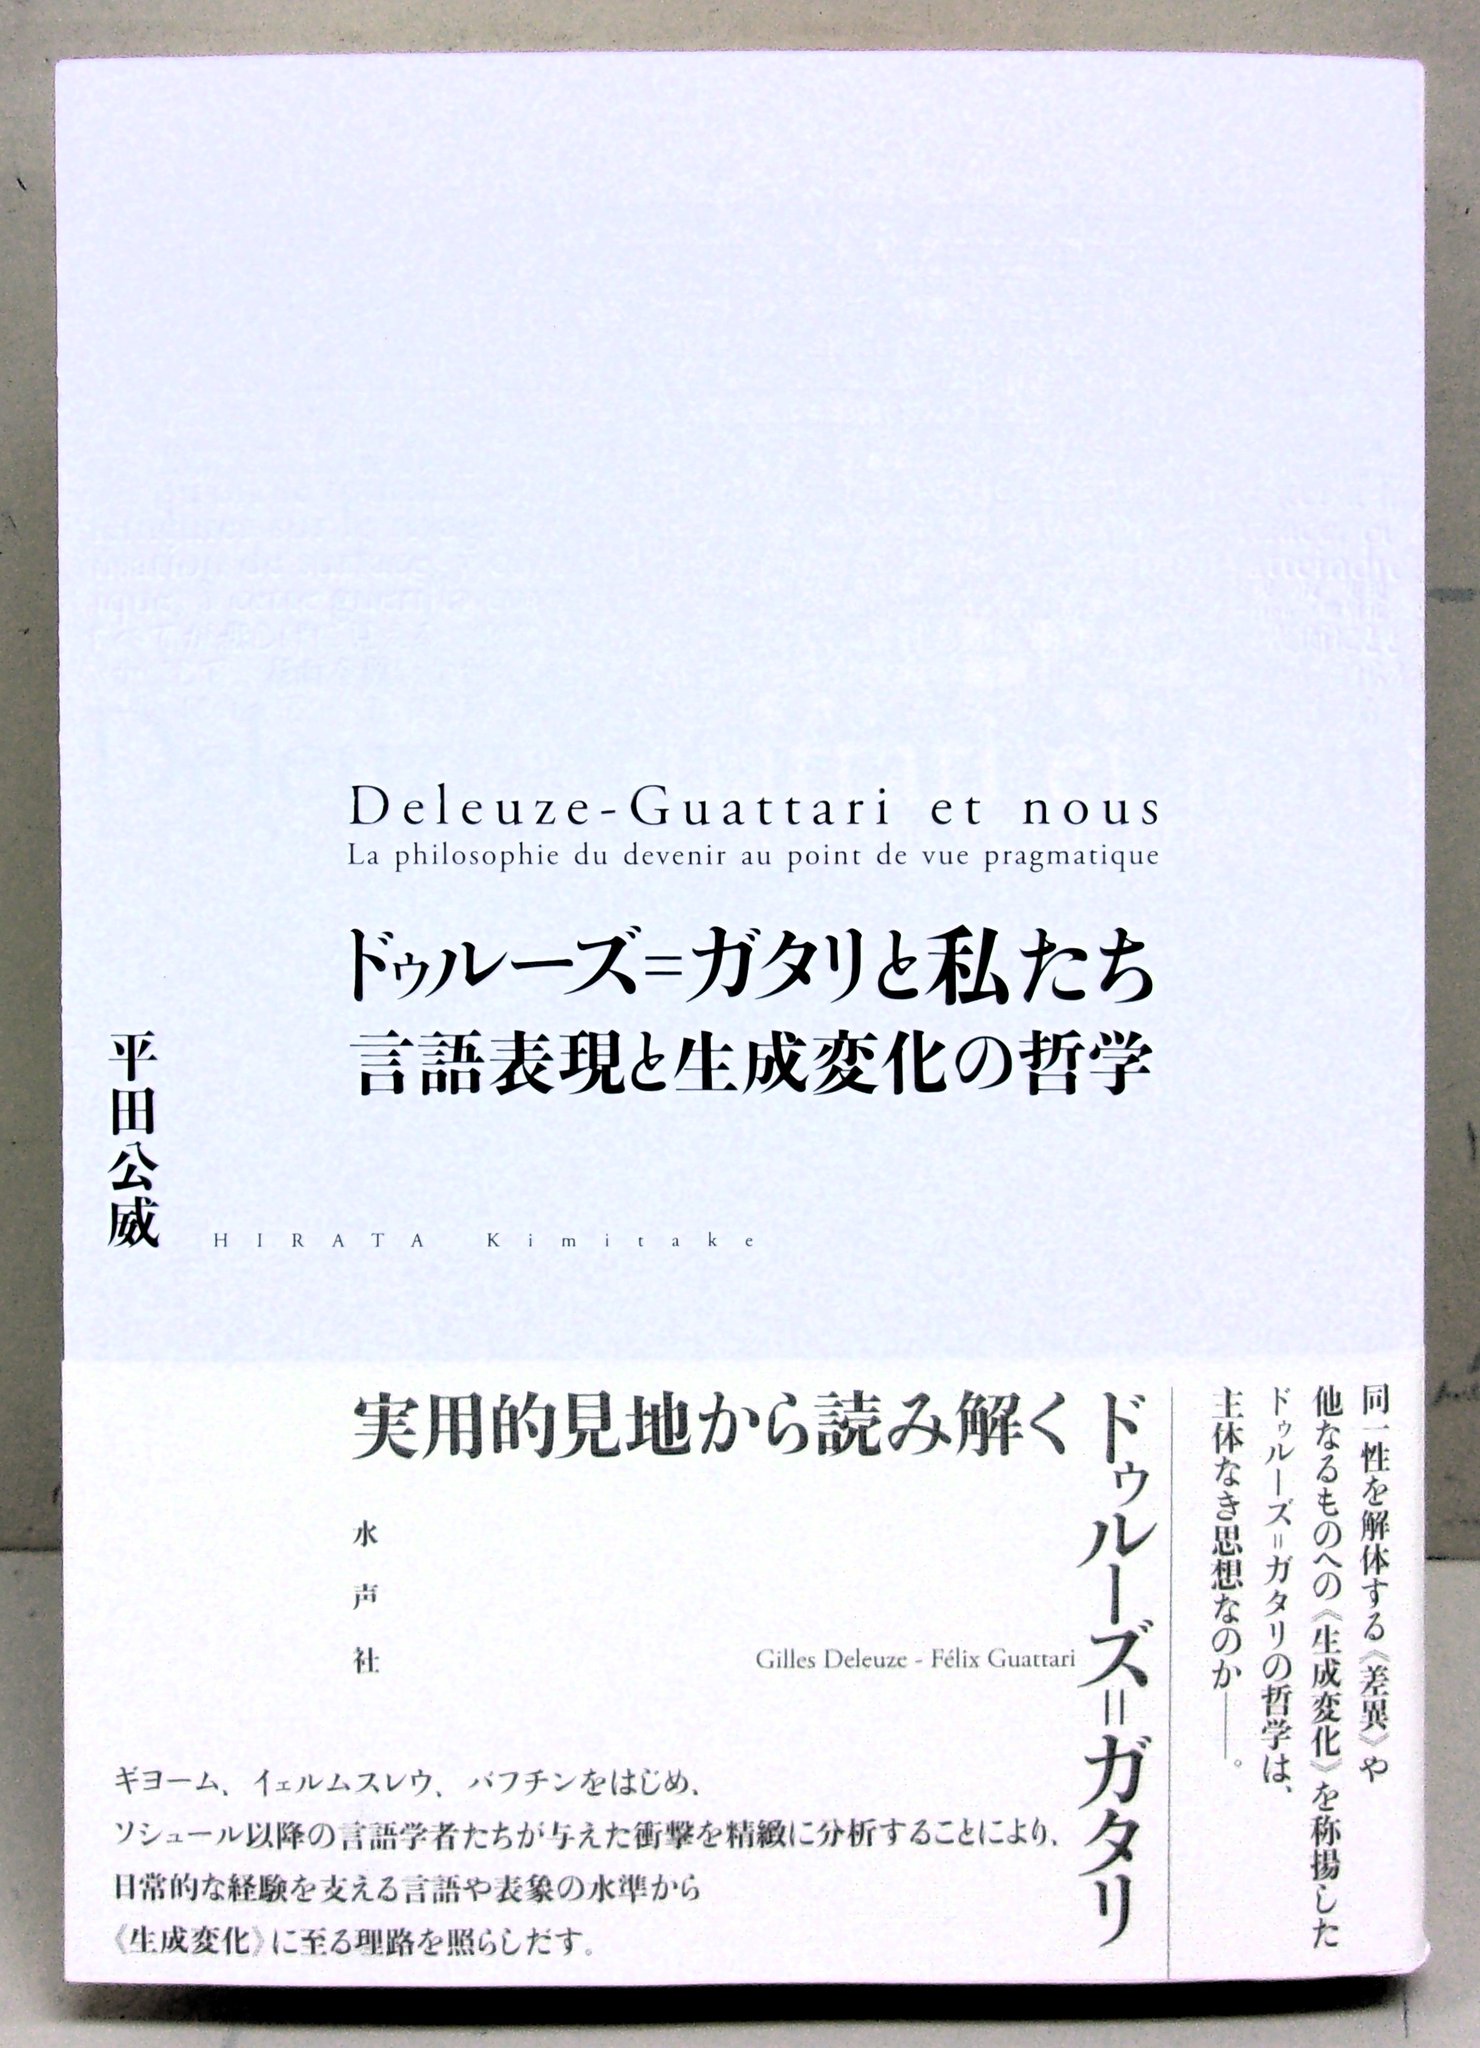 Deleuze-Guattari et nous
La philosophie du devenir au point de vue pragmatique
ドゥルーズ=ガタリと私たち
言語表現と生成変化の哲学
平田公威
HIRATA Kimitake
同一性を解体する《差異》や
他なるものへの《生成変化》を称揚した
ドゥルーズ=ガタリの哲学は、
主体なき思想なのか――。
実用的見地から読み解く
ドゥルーズ=ガタリ
Gilles Deleuze - Félix Guattari
水声社
ギヨーム、イェルムスレウ、バフチンをはじめ、
ソシュール以降の言語学者たちが与えた衝撃を精緻に分析することにより、
日常的な経験を支える言語や表象の水準から
《生成変化》に至る理路を照らしだす。